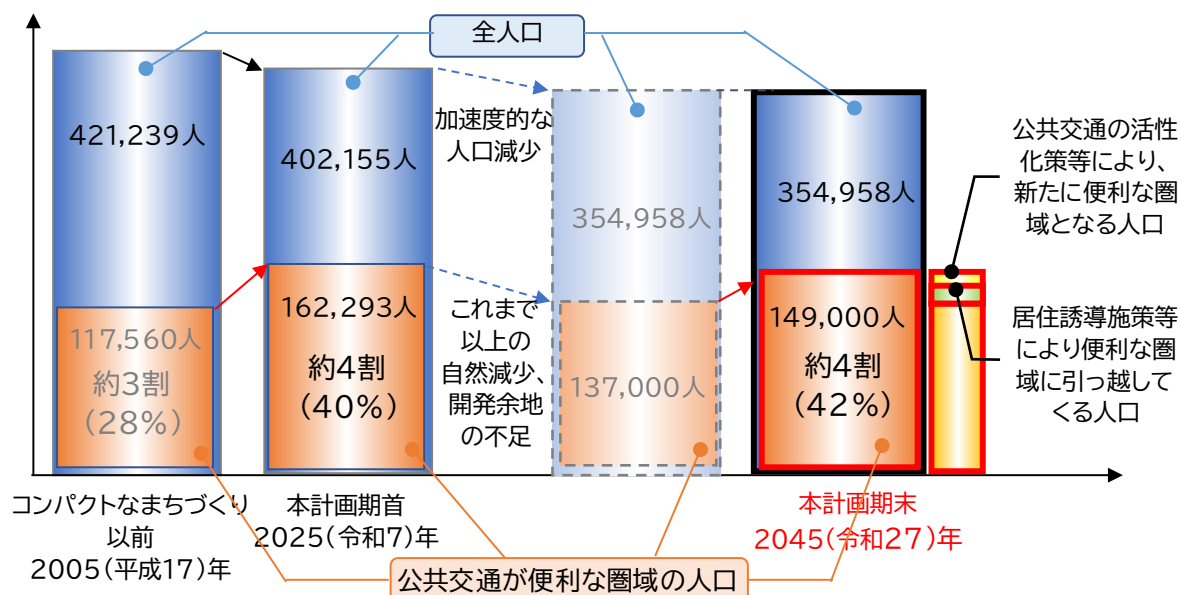 全人口
421,239人
402,155人
加速度的な
人口減少
354,958人
354,958人
公共交通の活性
化策等により、
新たに便利な圏
域となる人口
117,560人
約3割
(28%)
162,293人
約4割
(40%)
これまで
以上の
自然減少、
開発余地
の不足
137,000人
149,000人
約4割
(42%)
居住誘導施策等
により便利な圏
域に引っ越して
くる人口
コンパクトなまちづくり
以前
2005(平成17)年
本計画期首
2025(令和7)年
本計画期末
2045(令和27)年
公共交通が便利な圏域の人口